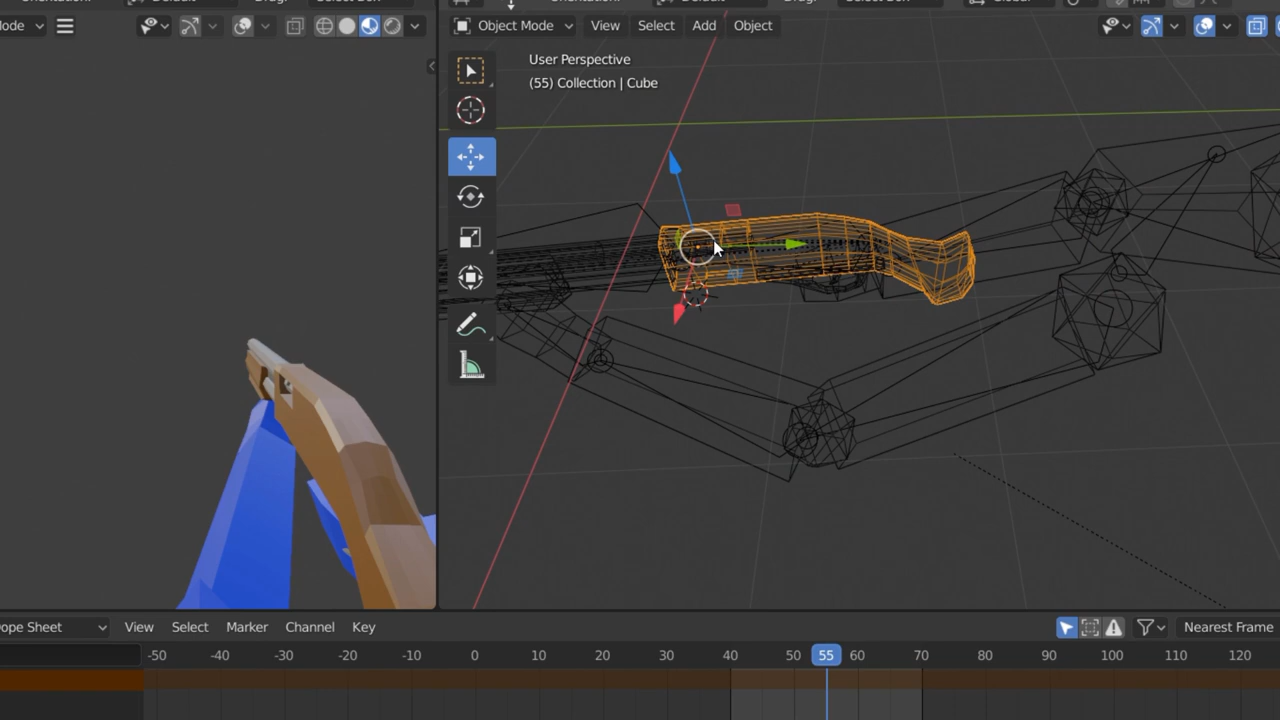 ode
Object Mode View Select Add Object
User Perspective
(55) Collection | Cube
ope Sheet View Select Marker Channel Key Nearest Frame
-50 -40 -30 -20 -10 0 10 20 30 40 50 55 60 70 80 90 100 110 120